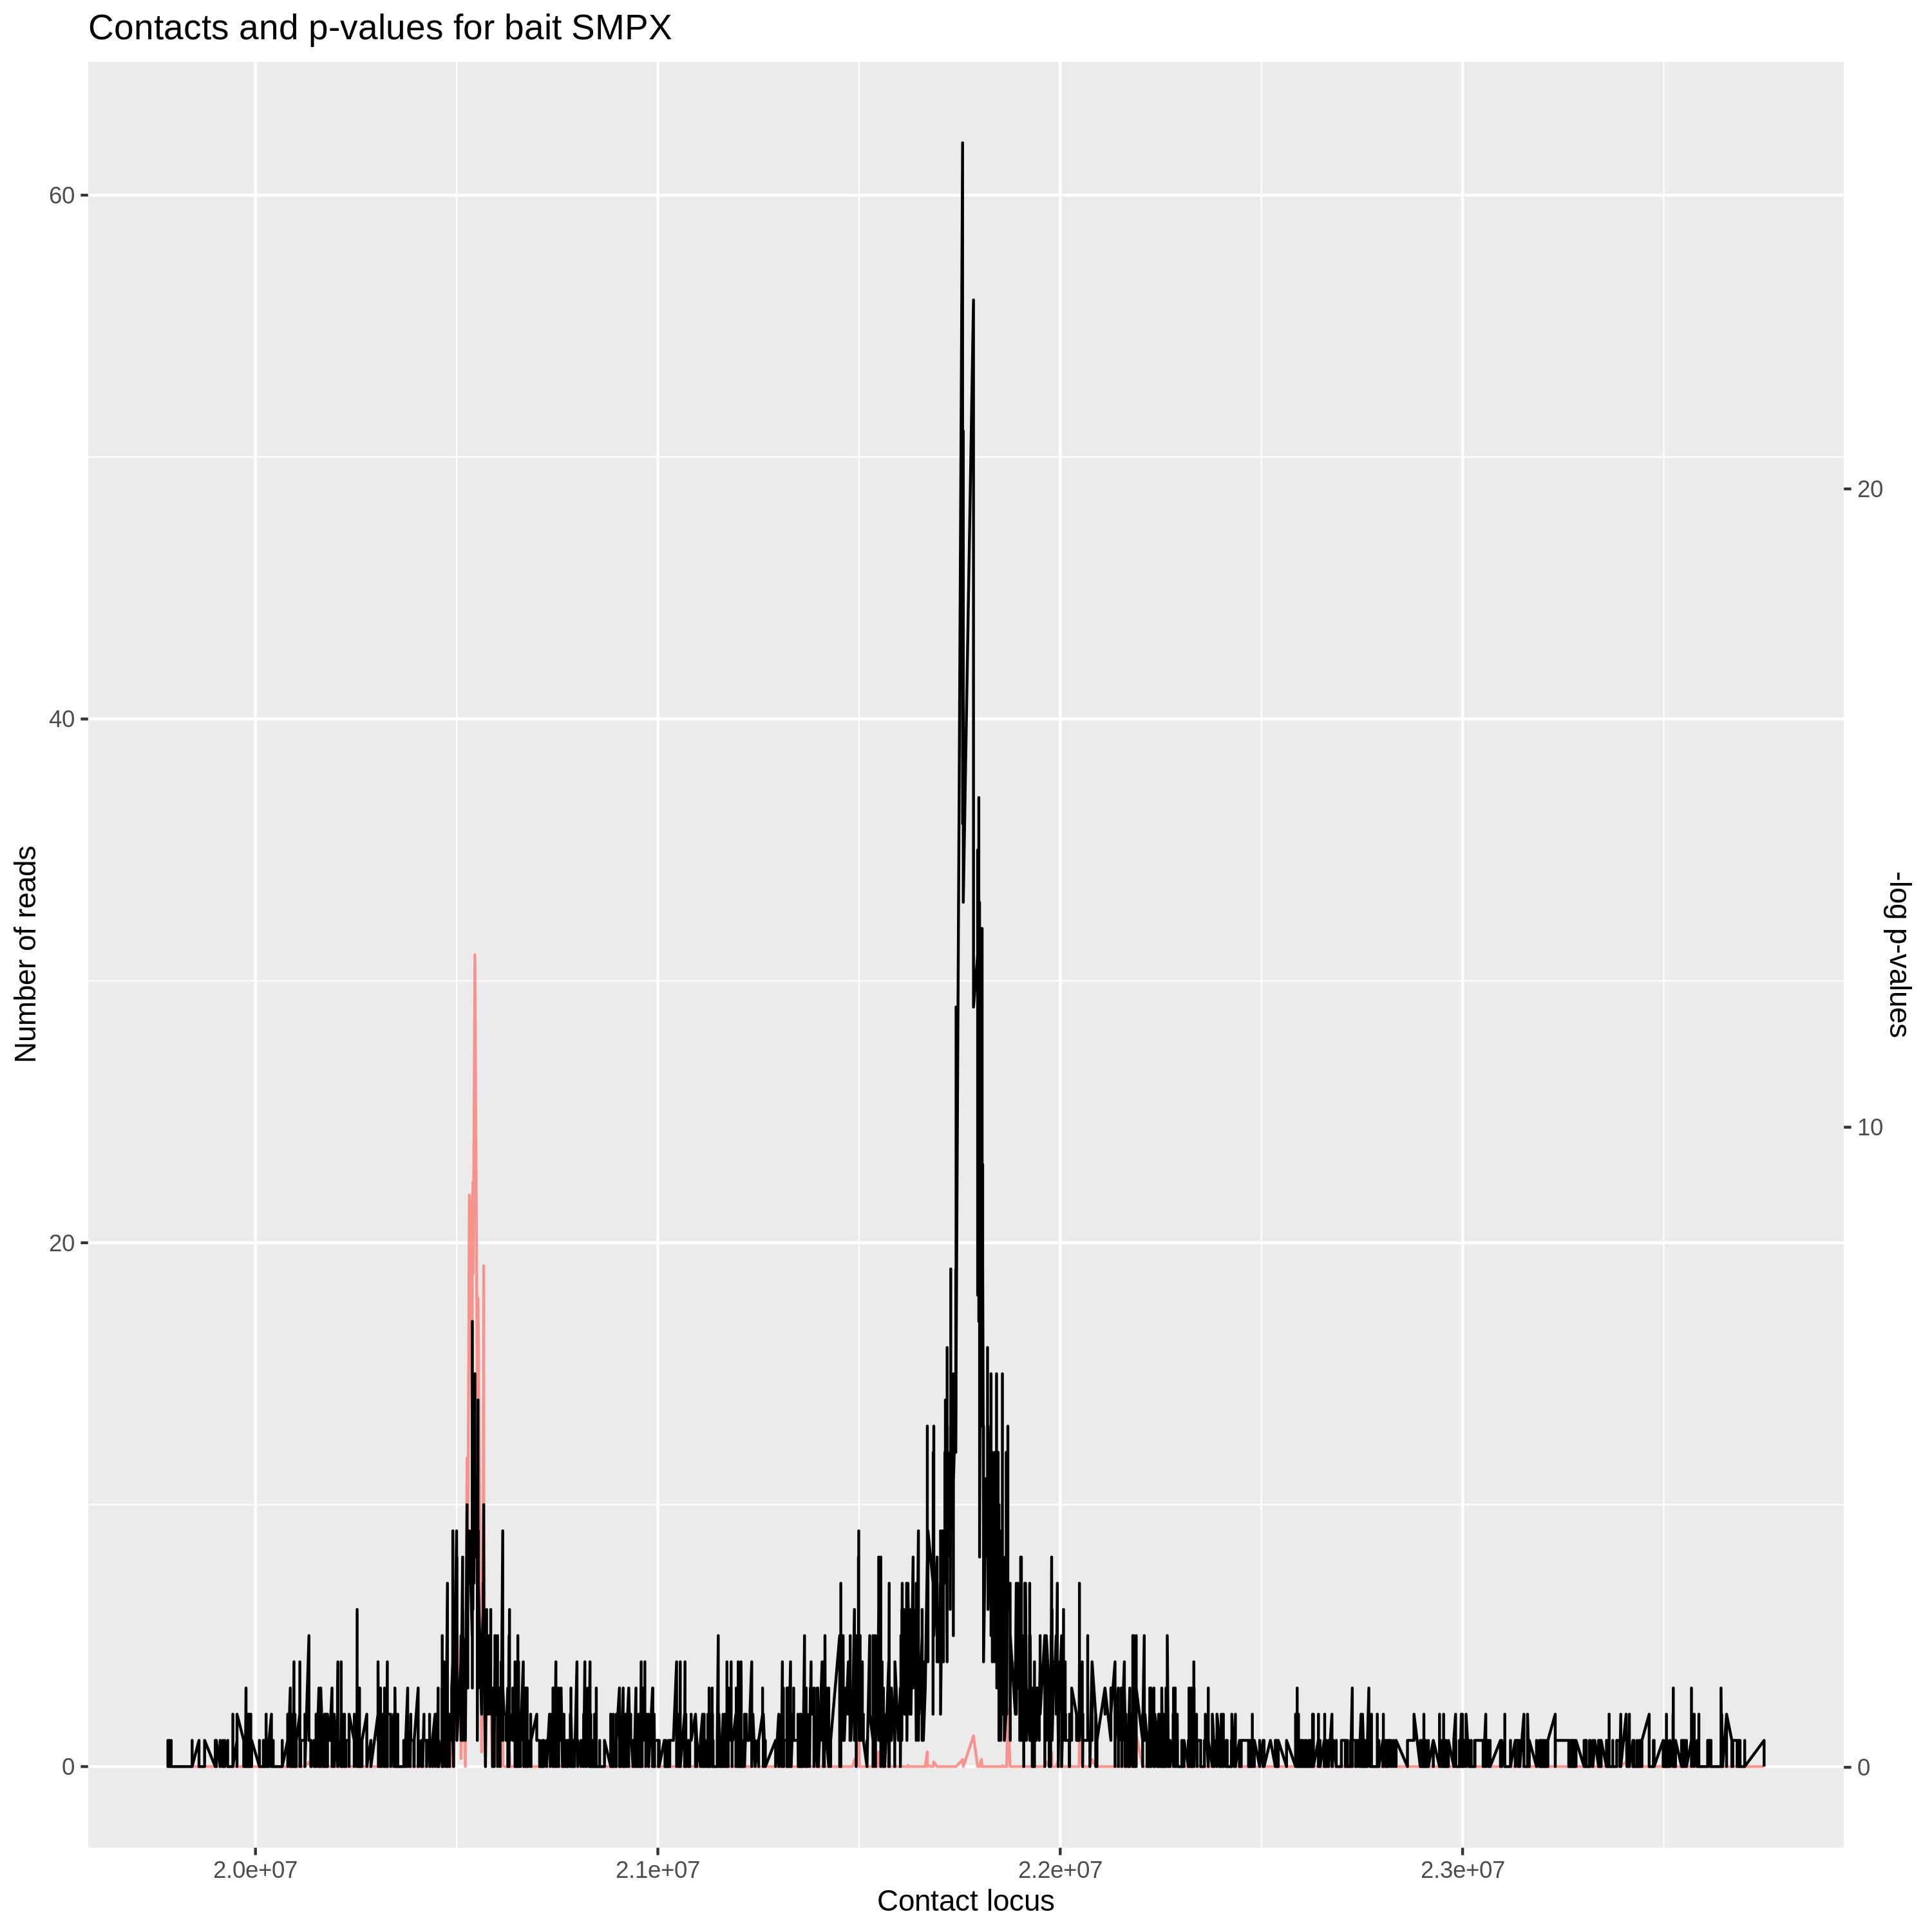 Contacts and p-values for bait SMPX
60
40
20
0
Number of reads
20
10
0
-log p-values
2.0e+07
2.1e+07
2.2e+07
2.3e+07
Contact locus